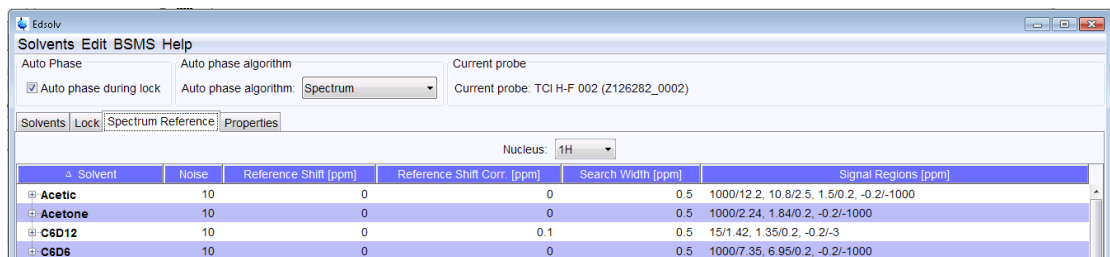 Edsolv
Solvents Edit BSMS Help
Auto Phase Auto phase algorithm Current probe
Auto phase during lock Auto phase algorithm: Spectrum Current probe: TCI H-F 002 (Z126282_0002)
Solvents Lock Spectrum Reference Properties
Nucleus: 1H
Solvent Noise Reference Shift [ppm] Reference Shift Corr. [ppm] Search Width [ppm] Signal Regions [ppm]
Acetic 10 0 0 0.5 1000/12.2, 10.8/2.5, 1.5/0.2, -0.2/-1000
Acetone 10 0 0 0.5 1000/2.24, 1.84/0.2, -0.2/-1000
C6D12 10 0 0.1 0.5 15/1.42, 1.35/0.2, -0.2/-3
C6D6 10 0 0 0.5 1000/7.35, 6.95/0.2, -0.2/-1000